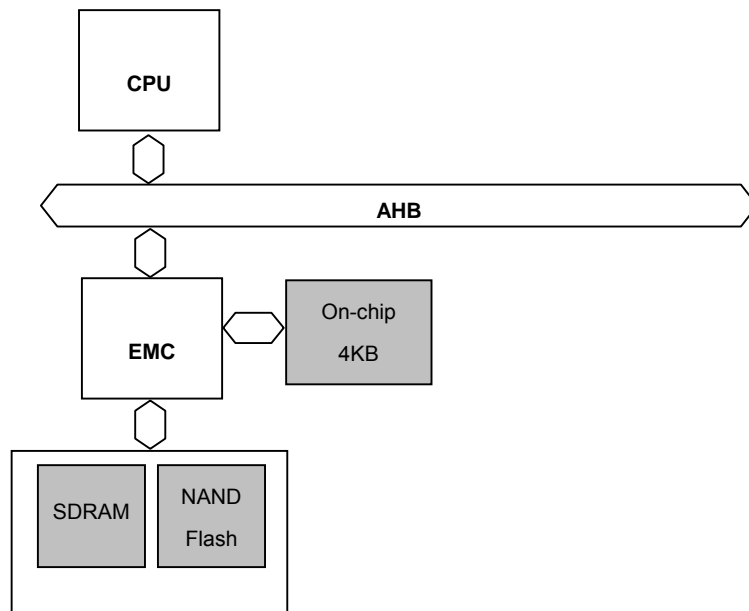 CPU
AHB
EMC
On-chip
4KB
SDRAM
NAND
Flash